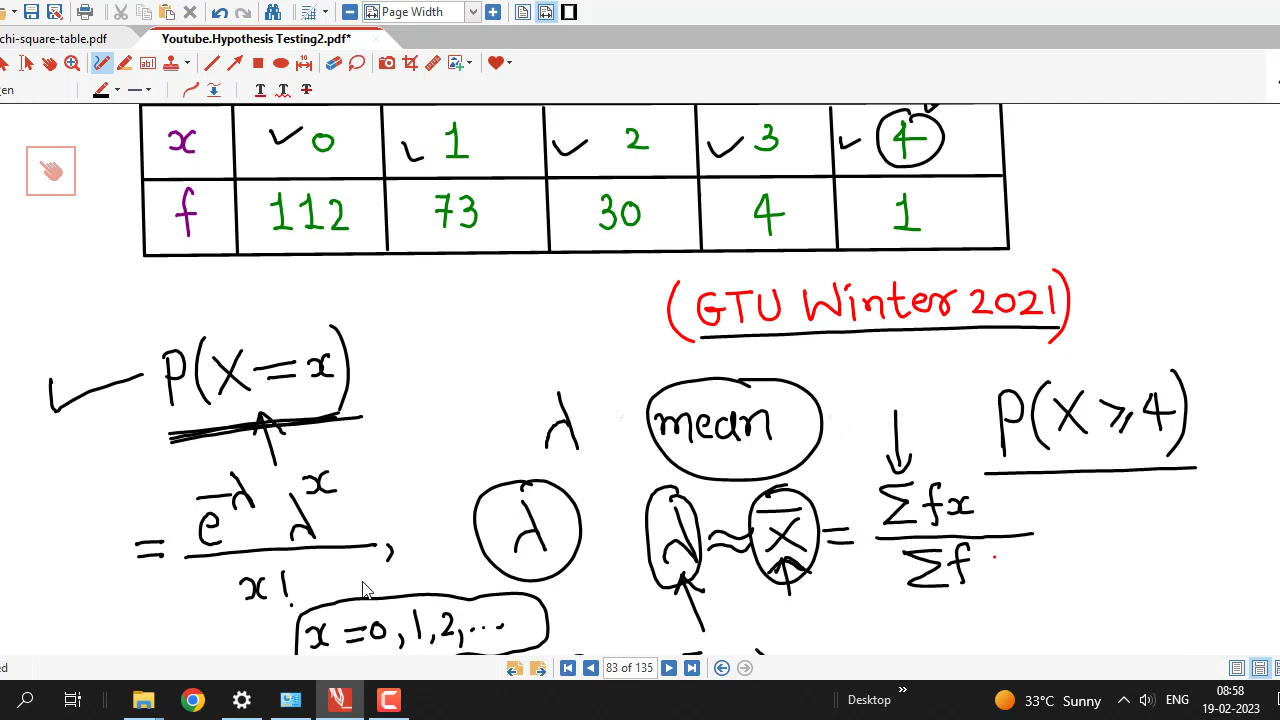 Page Width
chi-square-table.pdf Youtube.Hypothesis Testing2.pdf*
en
x 0 1 2 3 4
f 112 73 30 4 1
(GTU Winter 2021)
P(X=x)
λ mean P(X≥4)
= e^-λ λ^x / x! , λ λ ≈ x̄ = Σfx / Σf
x = 0, 1, 2, ...
ed 83 of 135
Desktop » 33°C Sunny ENG 08:58
19-02-2023